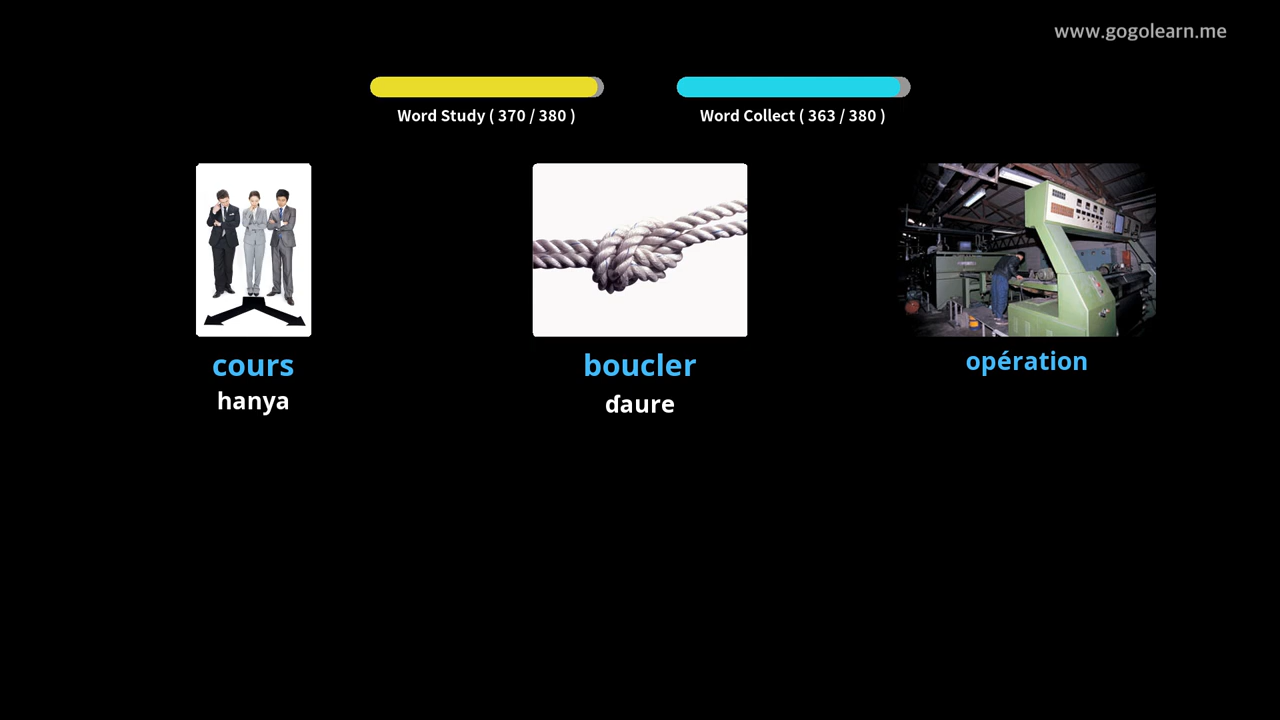 www.gogolearn.me
Word Study ( 370 / 380 )
Word Collect ( 363 / 380 )
cours
boucler
opération
hanya
ɗaure